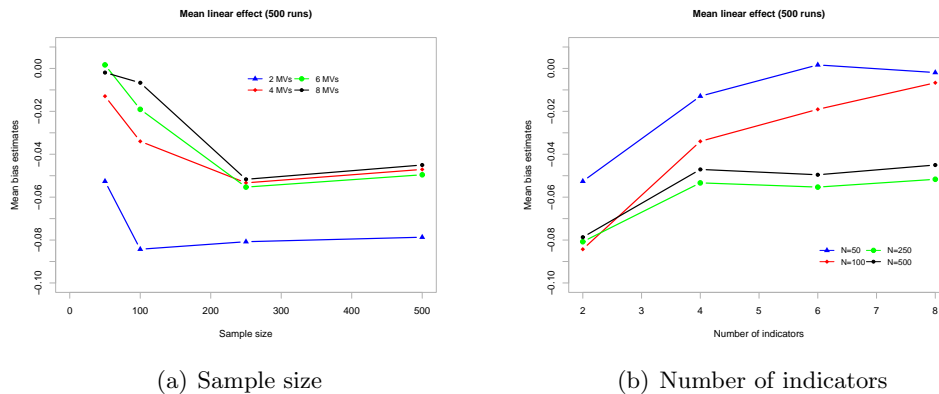 Mean linear effect (500 runs)
Mean bias estimates
0.00
−0.02
−0.04
−0.06
−0.08
−0.10
2 MVs
4 MVs
6 MVs
8 MVs
0 100 200 300 400 500
Sample size
(a) Sample size
Mean linear effect (500 runs)
Mean bias estimates
0.00
−0.02
−0.04
−0.06
−0.08
−0.10
N=50
N=100
N=250
N=500
2 3 4 5 6 7 8
Number of indicators
(b) Number of indicators